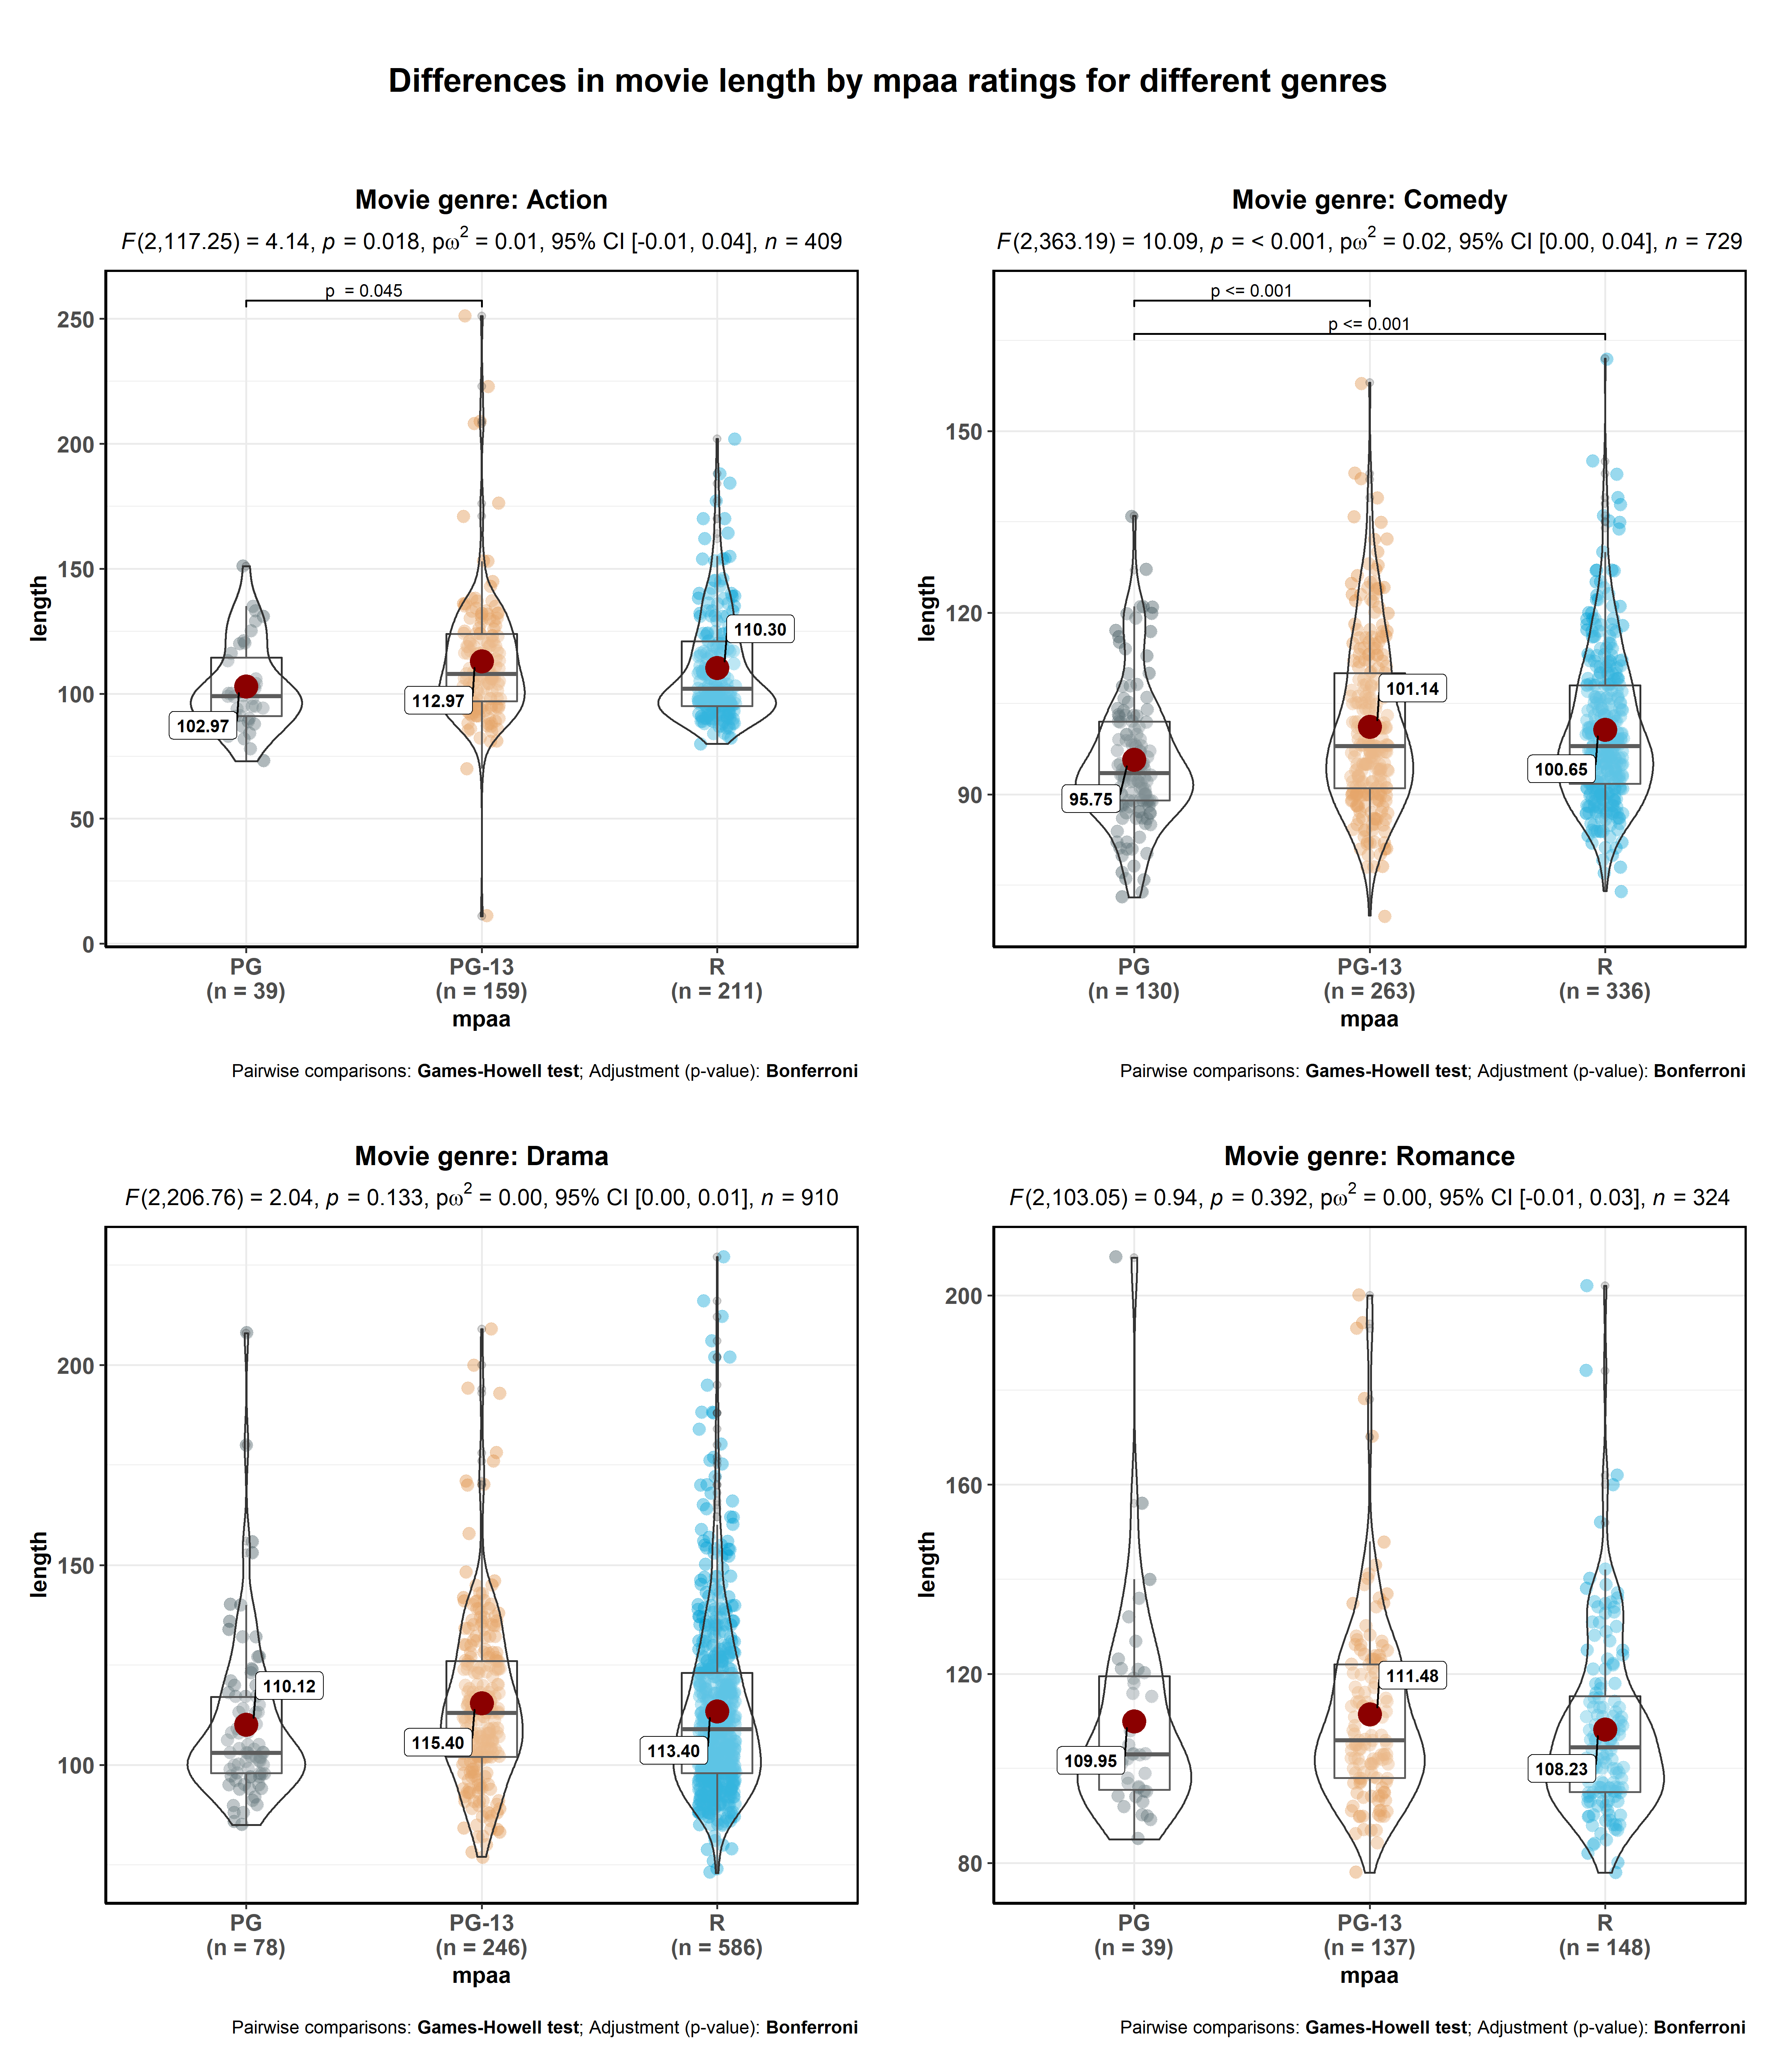 Differences in movie length by mpaa ratings for different genres
Movie genre: Action
F(2,117.25) = 4.14, p = 0.018, pω² = 0.01, 95% CI [-0.01, 0.04], n = 409
p = 0.045
250
200
150
100
50
0
length
102.97
112.97
110.30
PG
(n = 39)
PG-13
(n = 159)
R
(n = 211)
mpaa
Pairwise comparisons: Games-Howell test; Adjustment (p-value): Bonferroni
Movie genre: Comedy
F(2,363.19) = 10.09, p = < 0.001, pω² = 0.02, 95% CI [0.00, 0.04], n = 729
p <= 0.001
p <= 0.001
150
120
90
length
95.75
101.14
100.65
PG
(n = 130)
PG-13
(n = 263)
R
(n = 336)
mpaa
Pairwise comparisons: Games-Howell test; Adjustment (p-value): Bonferroni
Movie genre: Drama
F(2,206.76) = 2.04, p = 0.133, pω² = 0.00, 95% CI [0.00, 0.01], n = 910
200
150
100
length
110.12
115.40
113.40
PG
(n = 78)
PG-13
(n = 246)
R
(n = 586)
mpaa
Pairwise comparisons: Games-Howell test; Adjustment (p-value): Bonferroni
Movie genre: Romance
F(2,103.05) = 0.94, p = 0.392, pω² = 0.00, 95% CI [-0.01, 0.03], n = 324
200
160
120
80
length
109.95
111.48
108.23
PG
(n = 39)
PG-13
(n = 137)
R
(n = 148)
mpaa
Pairwise comparisons: Games-Howell test; Adjustment (p-value): Bonferroni